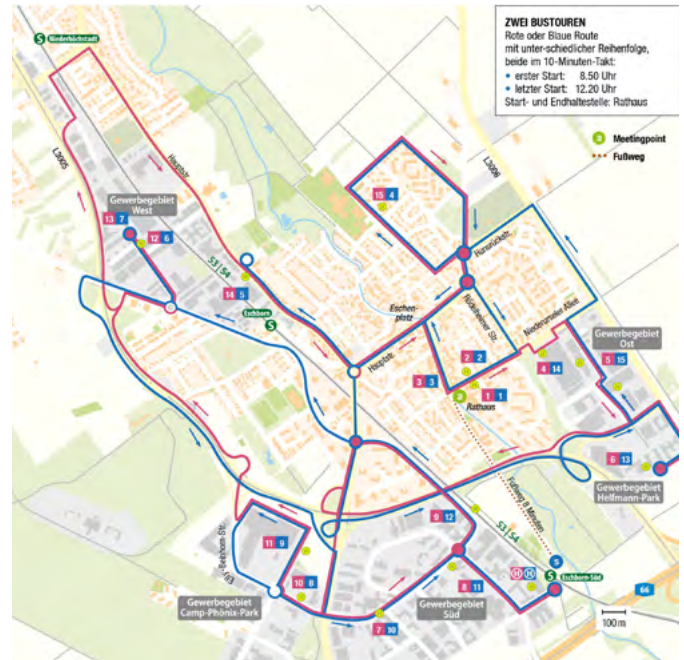 ZWEI BUSTOUREN
Rote oder Blaue Route
mit unter-schiedlicher Reihenfolge,
beide im 10-Minuten-Takt:
• erster Start: 8.50 Uhr
• letzter Start: 12.20 Uhr
Start- und Endhaltestelle: Rathaus
Meetingpoint
Fußweg
S Niederhöchstadt
L3005
Hauptstr.
L3006
Gewerbegebiet
West
13 7
12 6
15 4
Hunsrückstr.
S3 | S4
14 5
Eschborn
S
Eschen-
platz
Rödelheimer Str.
Niederurseler Allee
Hauptstr.
Gewerbegebiet
Ost
2 2
3 3
4 14
5 15
1 1
Rathaus
6 13
Gewerbegebiet
Helfmann-Park
Fußweg 8 Minuten
9 12
S3 | S4
11 9
10 8
8 11
H H
S
S
Eschborn-Süd
66
Gewerbegebiet
Camp-Phönix-Park
7 10
Gewerbegebiet
Süd
100 m